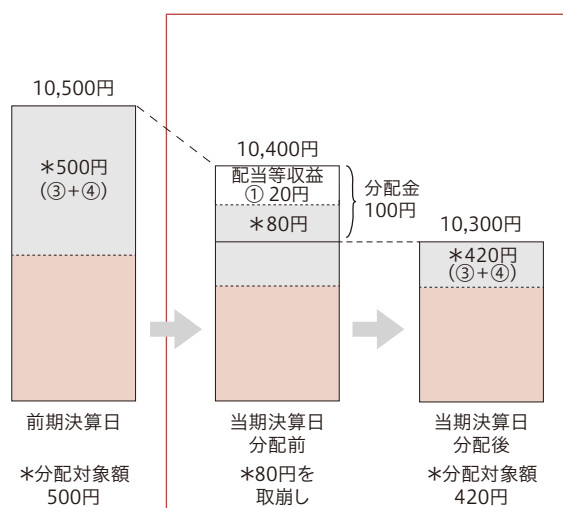 10,500円
＊500円
(③+④)
前期決算日
＊分配対象額
500円
10,400円
配当等収益
① 20円
＊80円
分配金
100円
当期決算日
分配前
＊80円を
取崩し
10,300円
＊420円
(③+④)
当期決算日
分配後
＊分配対象額
420円